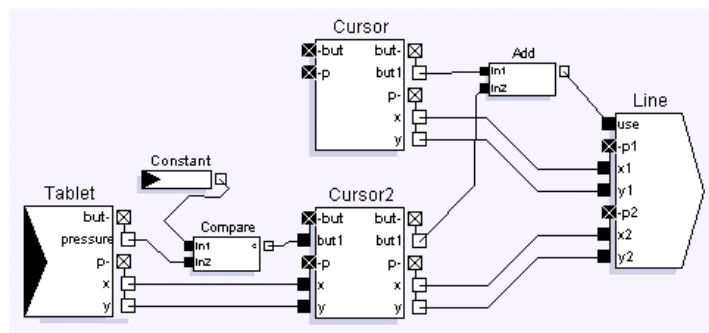 Cursor
-but but-
-p but1
p-
x
y
Add
in1
in2
Line
use
-p1
x1
y1
-p2
x2
y2
Constant
Tablet
but-
pressure
p-
x
y
Compare
in1 <
in2
Cursor2
-but but-
but1 but1
-p p-
x x
y y